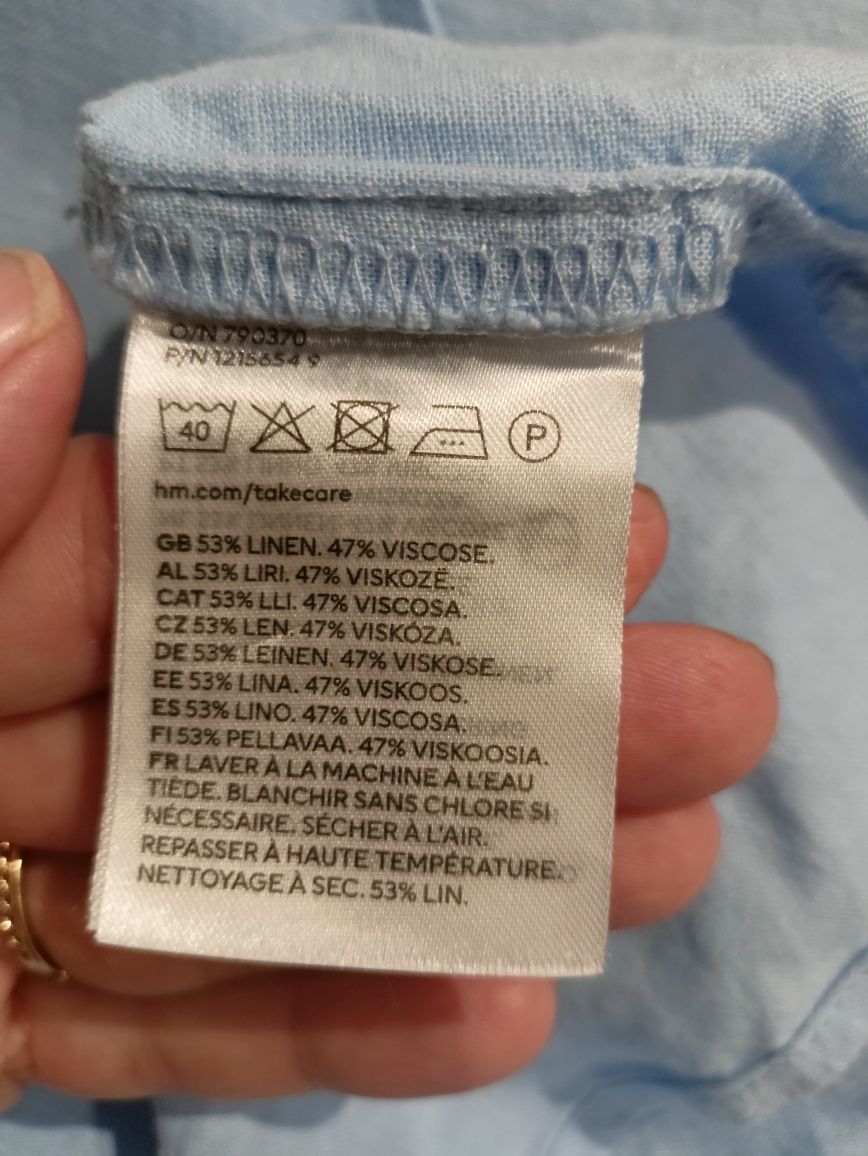 O/N 790370
P/N 1215654 9
40 P
hm.com/takecare
GB 53% LINEN. 47% VISCOSE.
AL 53% LIRI. 47% VISKOZË.
CAT 53% LLI. 47% VISCOSA.
CZ 53% LEN. 47% VISKÓZA.
DE 53% LEINEN. 47% VISKOSE.
EE 53% LINA. 47% VISKOOS.
ES 53% LINO. 47% VISCOSA.
FI 53% PELLAVAA. 47% VISKOOSIA.
FR LAVER À LA MACHINE À L'EAU
TIÈDE. BLANCHIR SANS CHLORE SI
NÉCESSAIRE. SÉCHER À L'AIR.
REPASSER À HAUTE TEMPÉRATURE.
NETTOYAGE À SEC. 53% LIN.